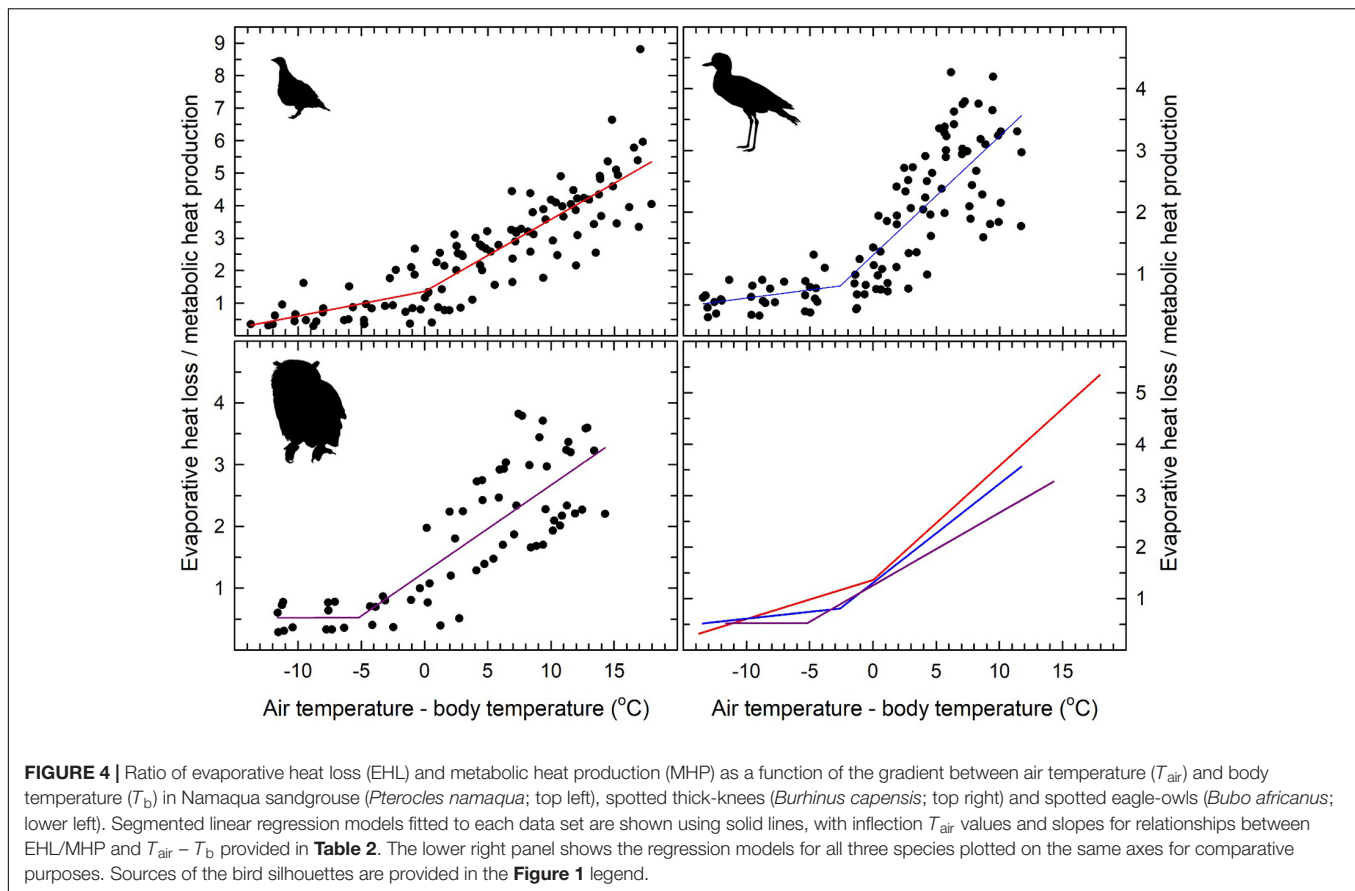 Evaporative heat loss / metabolic heat production
9
8
7
6
5
4
3
2
1
4
3
2
1
Evaporative heat loss / metabolic heat production
4
3
2
1
5
4
3
2
1
-10 -5 0 5 10 15
-10 -5 0 5 10 15
Air temperature - body temperature (°C)
Air temperature - body temperature (°C)
FIGURE 4 | Ratio of evaporative heat loss (EHL) and metabolic heat production (MHP) as a function of the gradient between air temperature (Tair) and body
temperature (Tb) in Namaqua sandgrouse (Pterocles namaqua; top left), spotted thick-knees (Burhinus capensis; top right) and spotted eagle-owls (Bubo africanus;
lower left). Segmented linear regression models fitted to each data set are shown using solid lines, with inflection Tair values and slopes for relationships between
EHL/MHP and Tair – Tb provided in Table 2. The lower right panel shows the regression models for all three species plotted on the same axes for comparative
purposes. Sources of the bird silhouettes are provided in the Figure 1 legend.